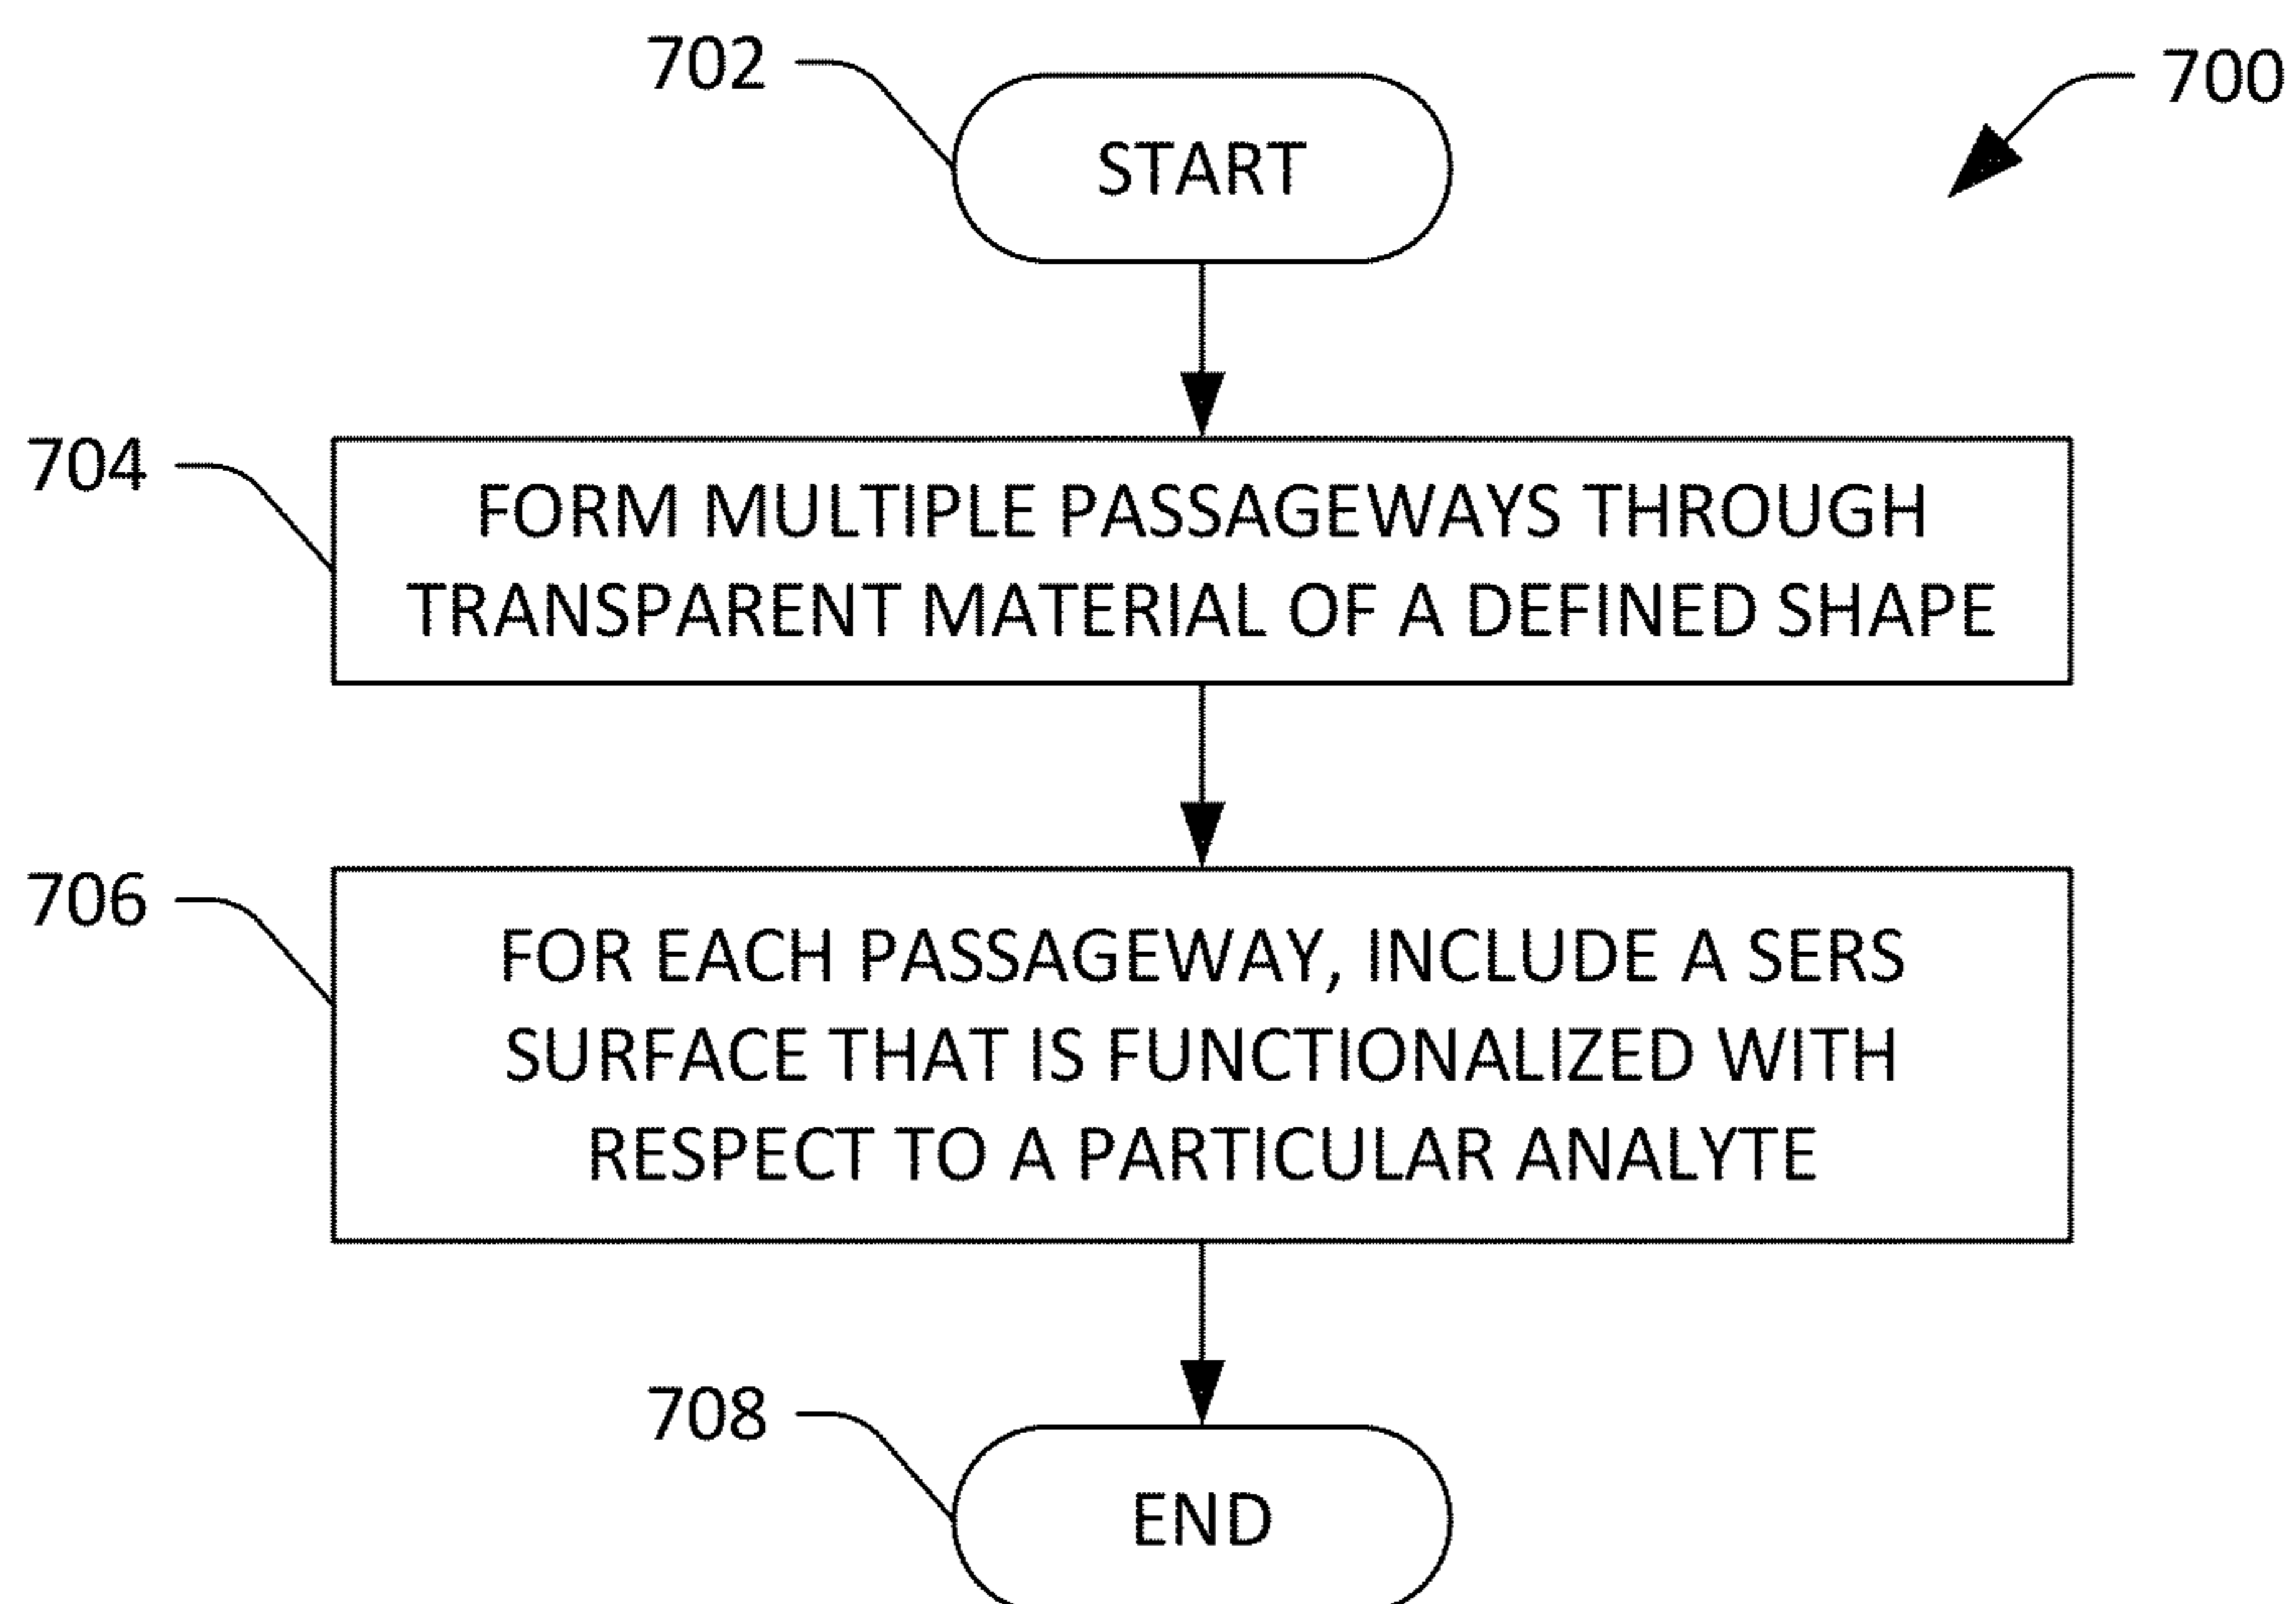 702
700
START
704
FORM MULTIPLE PASSAGEWAYS THROUGH
TRANSPARENT MATERIAL OF A DEFINED SHAPE
706
FOR EACH PASSAGEWAY, INCLUDE A SERS
SURFACE THAT IS FUNCTIONALIZED WITH
RESPECT TO A PARTICULAR ANALYTE
708
END